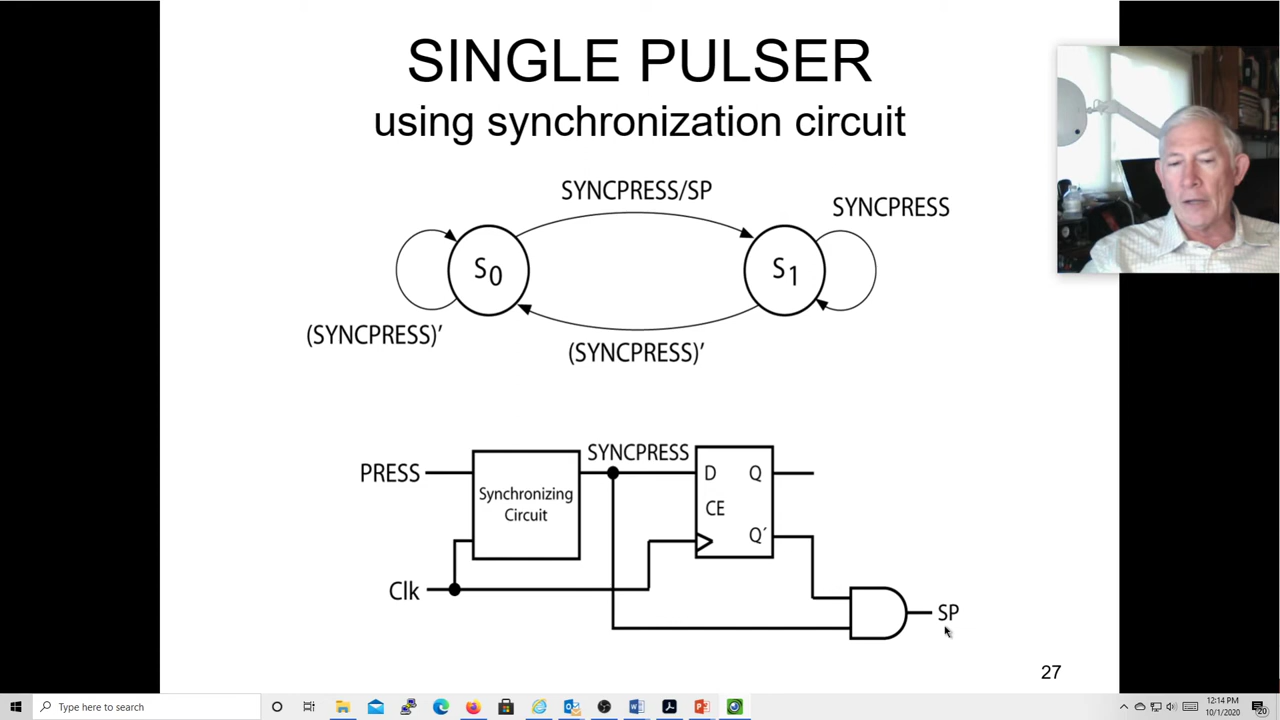 SINGLE PULSER
using synchronization circuit
SYNCPRESS/SP
SYNCPRESS
S0
S1
(SYNCPRESS)’
(SYNCPRESS)’
SYNCPRESS
PRESS
D Q
Synchronizing
Circuit
CE
Q´
Clk
SP
27
Type here to search
12:14 PM
10/1/2020
20